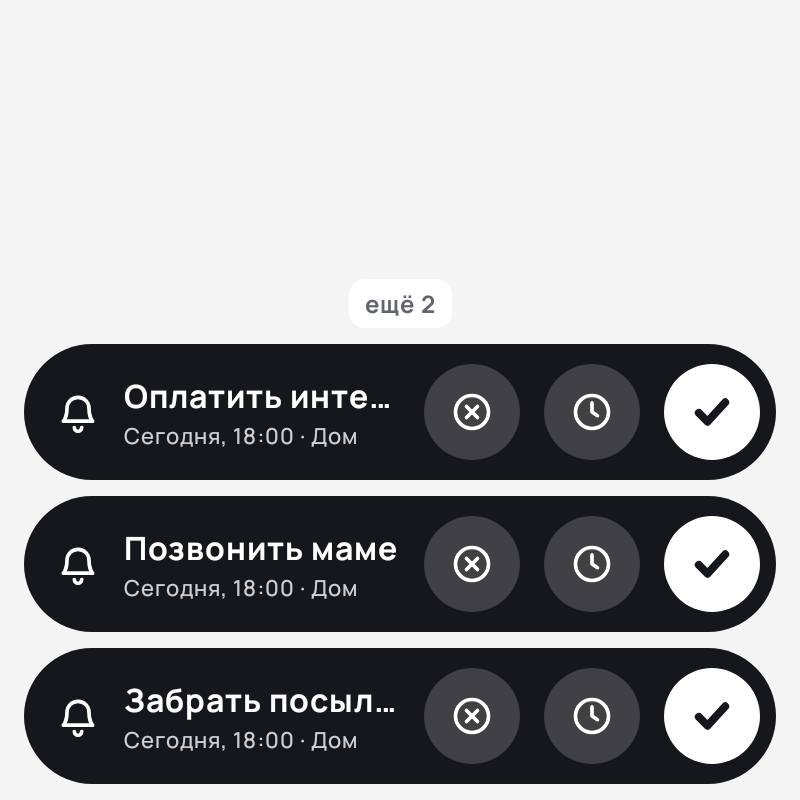 ещё 2
Оплатить инте…
Сегодня, 18:00 · Дом
Позвонить маме
Сегодня, 18:00 · Дом
Забрать посыл…
Сегодня, 18:00 · Дом